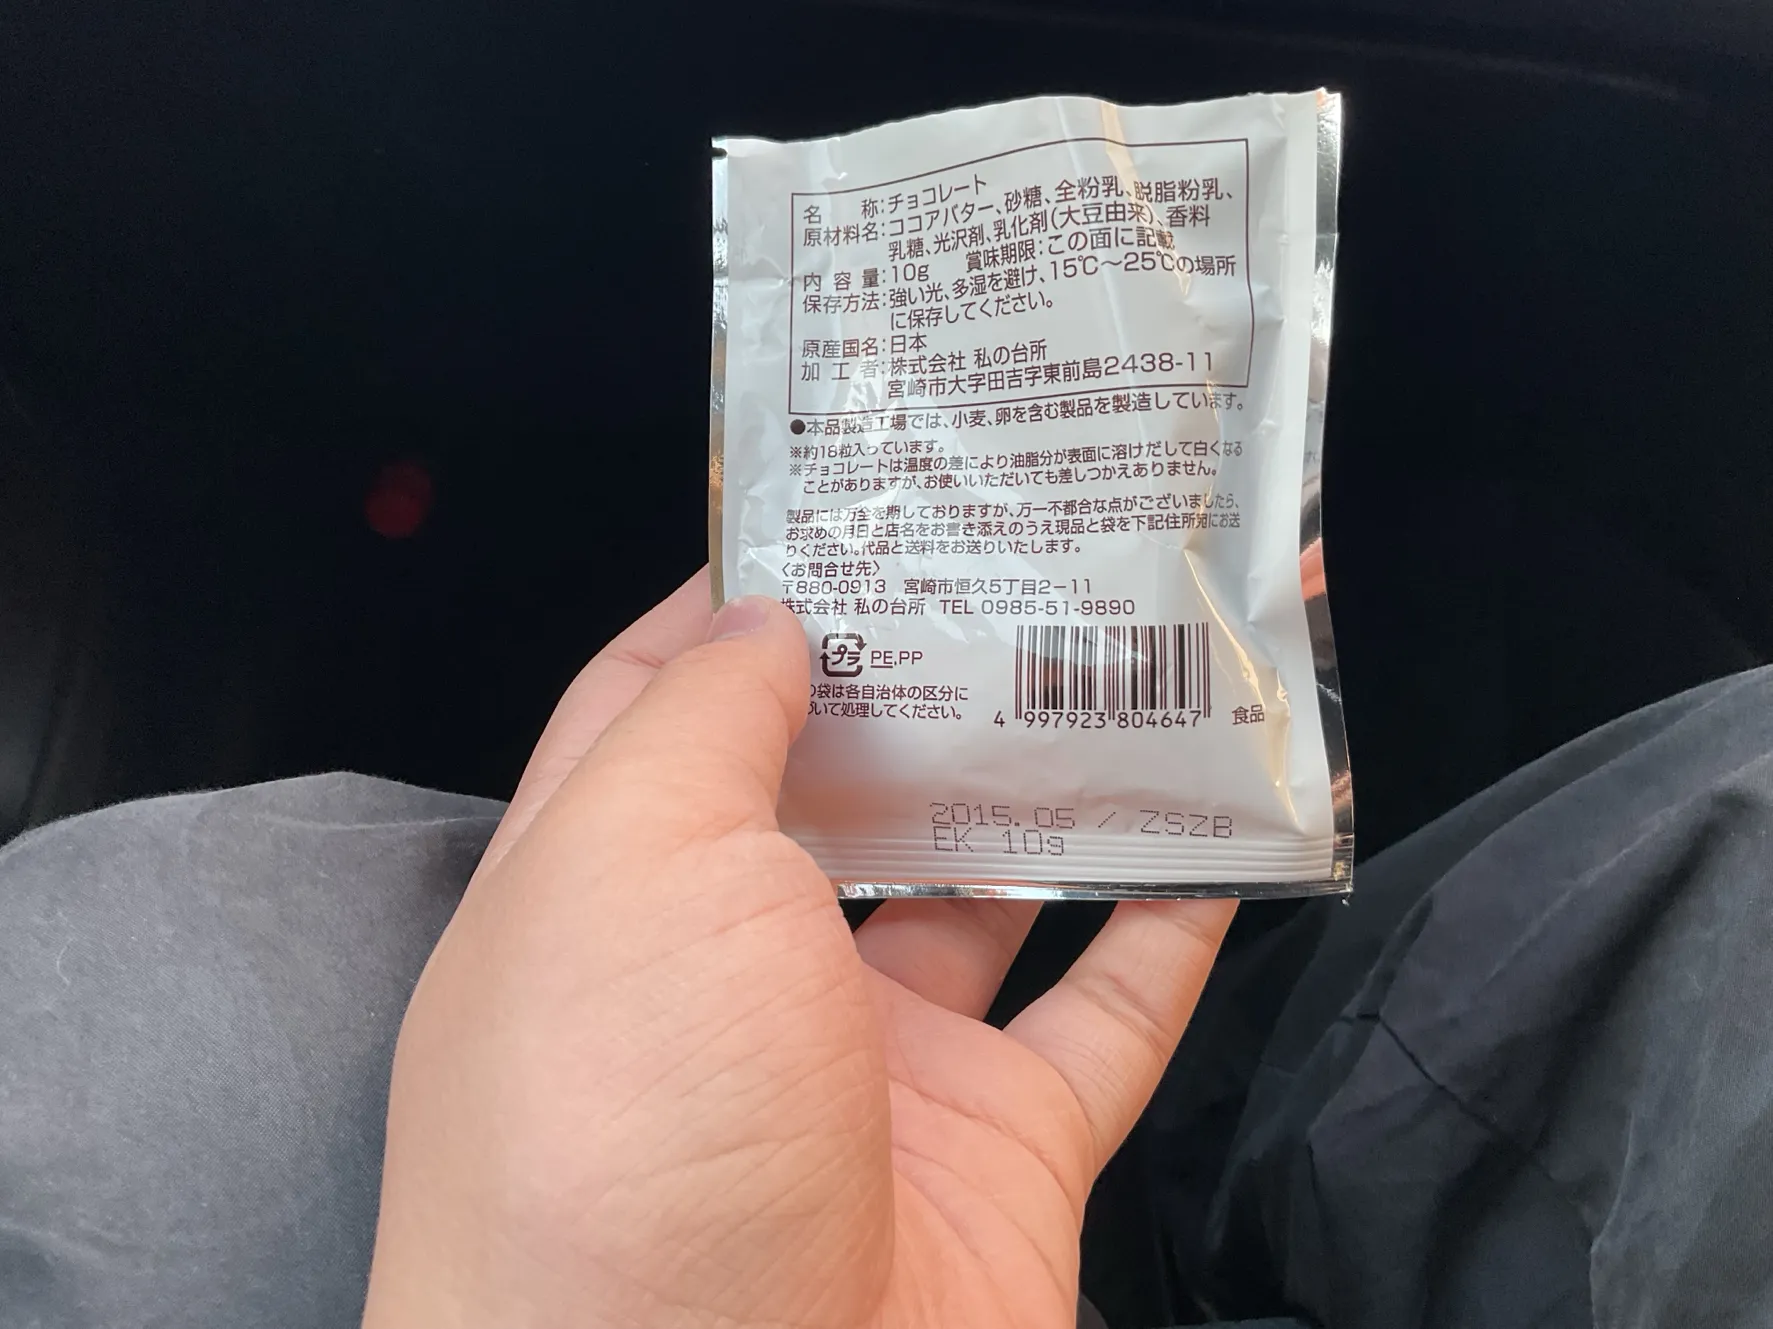 名　　称：チョコレート
原材料名：ココアバター、砂糖、全粉乳、脱脂粉乳、
乳糖、光沢剤、乳化剤（大豆由来）、香料
内 容 量：10g　　賞味期限：この面に記載
保存方法：強い光、多湿を避け、15℃～25℃の場所
に保存してください。
原産国名：日本
加 工 者：株式会社 私の台所
宮崎市大字田吉字東前島2438-11
●本品製造工場では、小麦、卵を含む製品を製造しています。
※約18粒入っています。
※チョコレートは温度の差により油脂分が表面に溶けだして白くなる
ことがありますが、お使いいただいても差しつかえありません。
製品には万全を期しておりますが、万一不都合な点がございましたら、
お求めの月日と店名をお書き添えのうえ現品と袋を下記住所宛にお送
りください。代品と送料をお送りいたします。
〈お問合せ先〉
〒880-0913　宮崎市恒久5丁目2－11
株式会社 私の台所　TEL 0985-51-9890
プラ PE,PP
袋は各自治体の区分に
いて処理してください。
4 997923 804647
食品
2015.05 / ZSZB
EK 10g